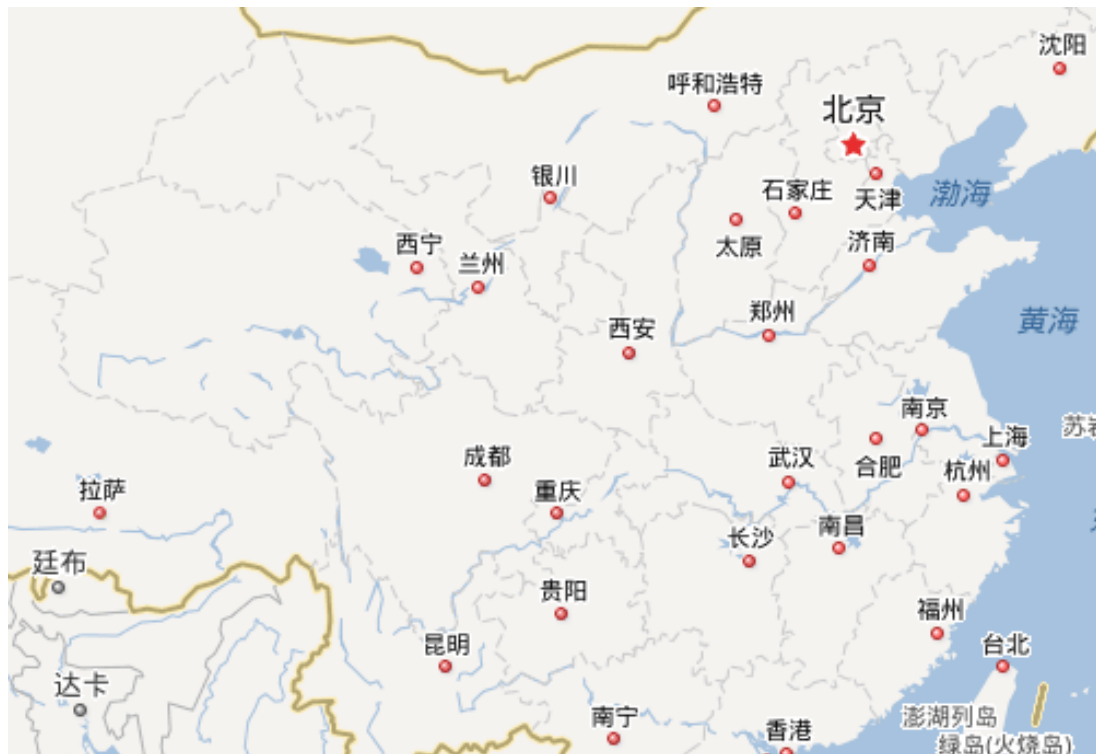 沈阳
呼和浩特
北京
银川
石家庄
天津
渤海
西宁
兰州
太原
济南
郑州
黄海
西安
南京
上海
成都
武汉
合肥
杭州
拉萨
重庆
长沙
南昌
廷布
贵阳
福州
昆明
台北
达卡
南宁
香港
澎湖列岛
绿岛(火烧岛)